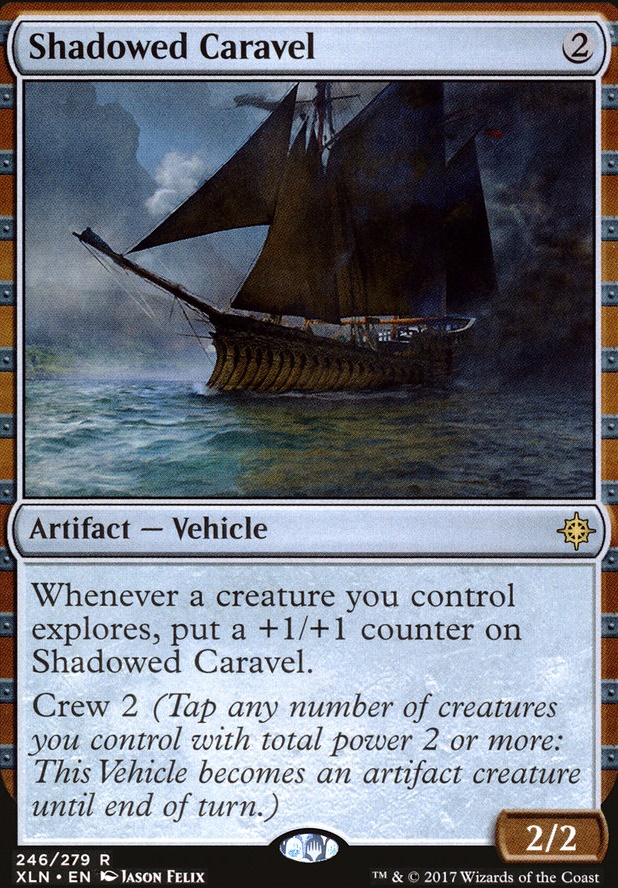 Shadowed Caravel 2
Artifact — Vehicle
Whenever a creature you control
explores, put a +1/+1 counter on
Shadowed Caravel.
Crew 2 (Tap any number of creatures
you control with total power 2 or more:
This Vehicle becomes an artifact creature
until end of turn.)
2/2
246/279 R
XLN • EN Jason Felix
™ & © 2017 Wizards of the Coast